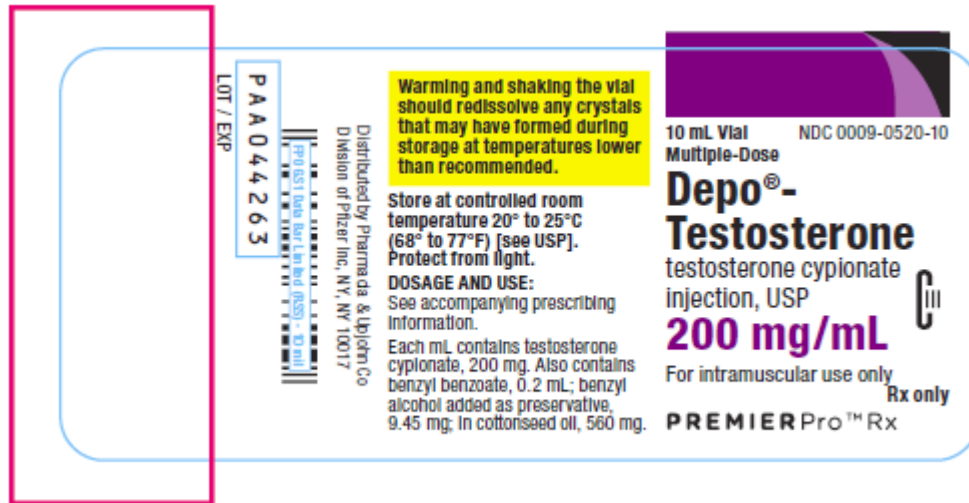 LOT / EXP
PAA044263
FPO GS1 Data Bar Limited (RSS) - 10 mil
Distributed by Pharmada & Upjohn Co
Division of Pfizer Inc, NY, NY 10017
Warming and shaking the vial
should redissolve any crystals
that may have formed during
storage at temperatures lower
than recommended.
Store at controlled room
temperature 20° to 25°C
(68° to 77°F) [see USP].
Protect from light.
DOSAGE AND USE:
See accompanying prescribing
information.
Each mL contains testosterone
cypionate, 200 mg. Also contains
benzyl benzoate, 0.2 mL; benzyl
alcohol added as preservative,
9.45 mg; in cottonseed oil, 560 mg.
10 mL Vial NDC 0009-0520-10
Multiple-Dose
Depo®-
Testosterone
testosterone cypionate
injection, USP
CIII
200 mg/mL
For intramuscular use only
Rx only
PREMIERPro™Rx